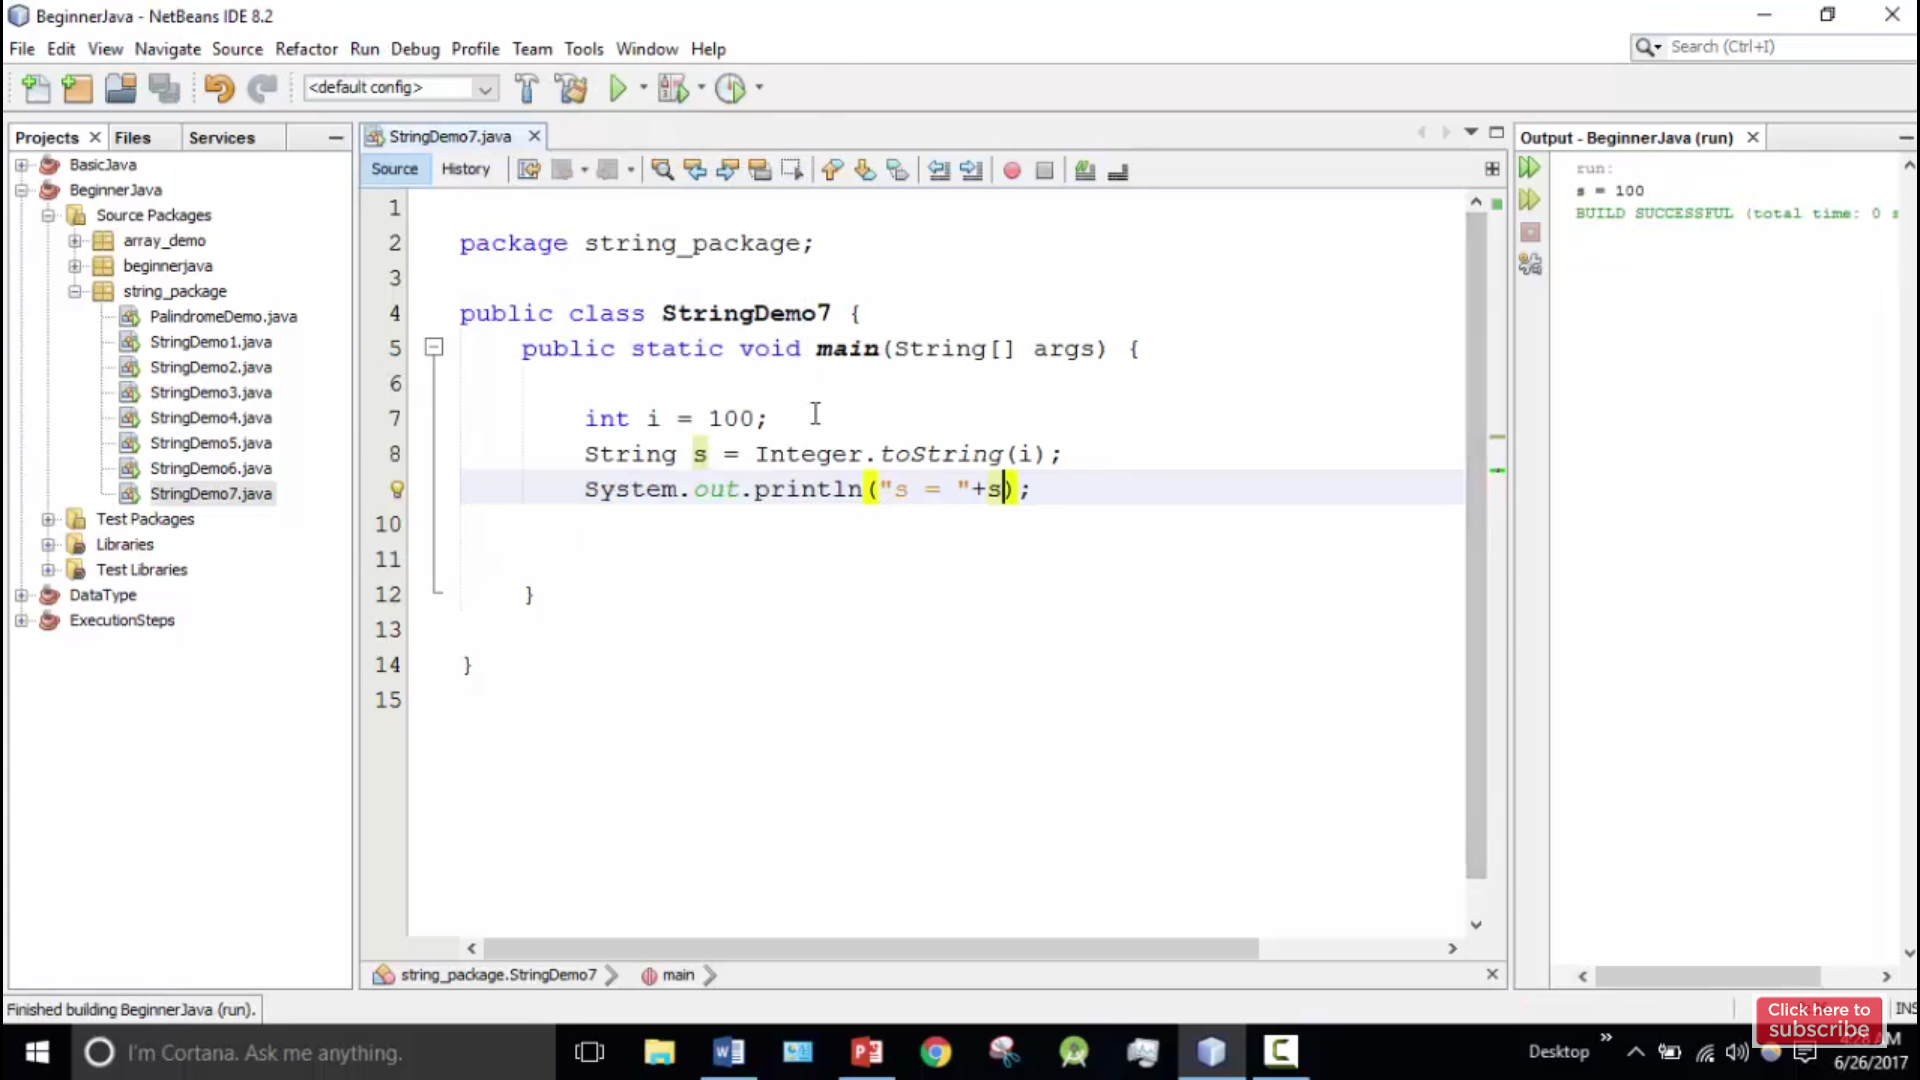 BeginnerJava - NetBeans IDE 8.2
File Edit View Navigate Source Refactor Run Debug Profile Team Tools Window Help
Search (Ctrl+I)
<default config>
Projects Files Services
BasicJava
BeginnerJava
Source Packages
array_demo
beginnerjava
string_package
PalindromeDemo.java
StringDemo1.java
StringDemo2.java
StringDemo3.java
StringDemo4.java
StringDemo5.java
StringDemo6.java
StringDemo7.java
Test Packages
Libraries
Test Libraries
DataType
ExecutionSteps
StringDemo7.java
Source History
1
2 package string_package;
3
4 public class StringDemo7 {
5 public static void main(String[] args) {
6
7 int i = 100;
8 String s = Integer.toString(i);
9 System.out.println("s = "+s);
10
11
12 }
13
14 }
15
string_package.StringDemo7 main
Output - BeginnerJava (run)
run:
s = 100
BUILD SUCCESSFUL (total time: 0 s
Finished building BeginnerJava (run).
INS
Click here to
subscribe
I'm Cortana. Ask me anything.
Desktop
6/26/2017